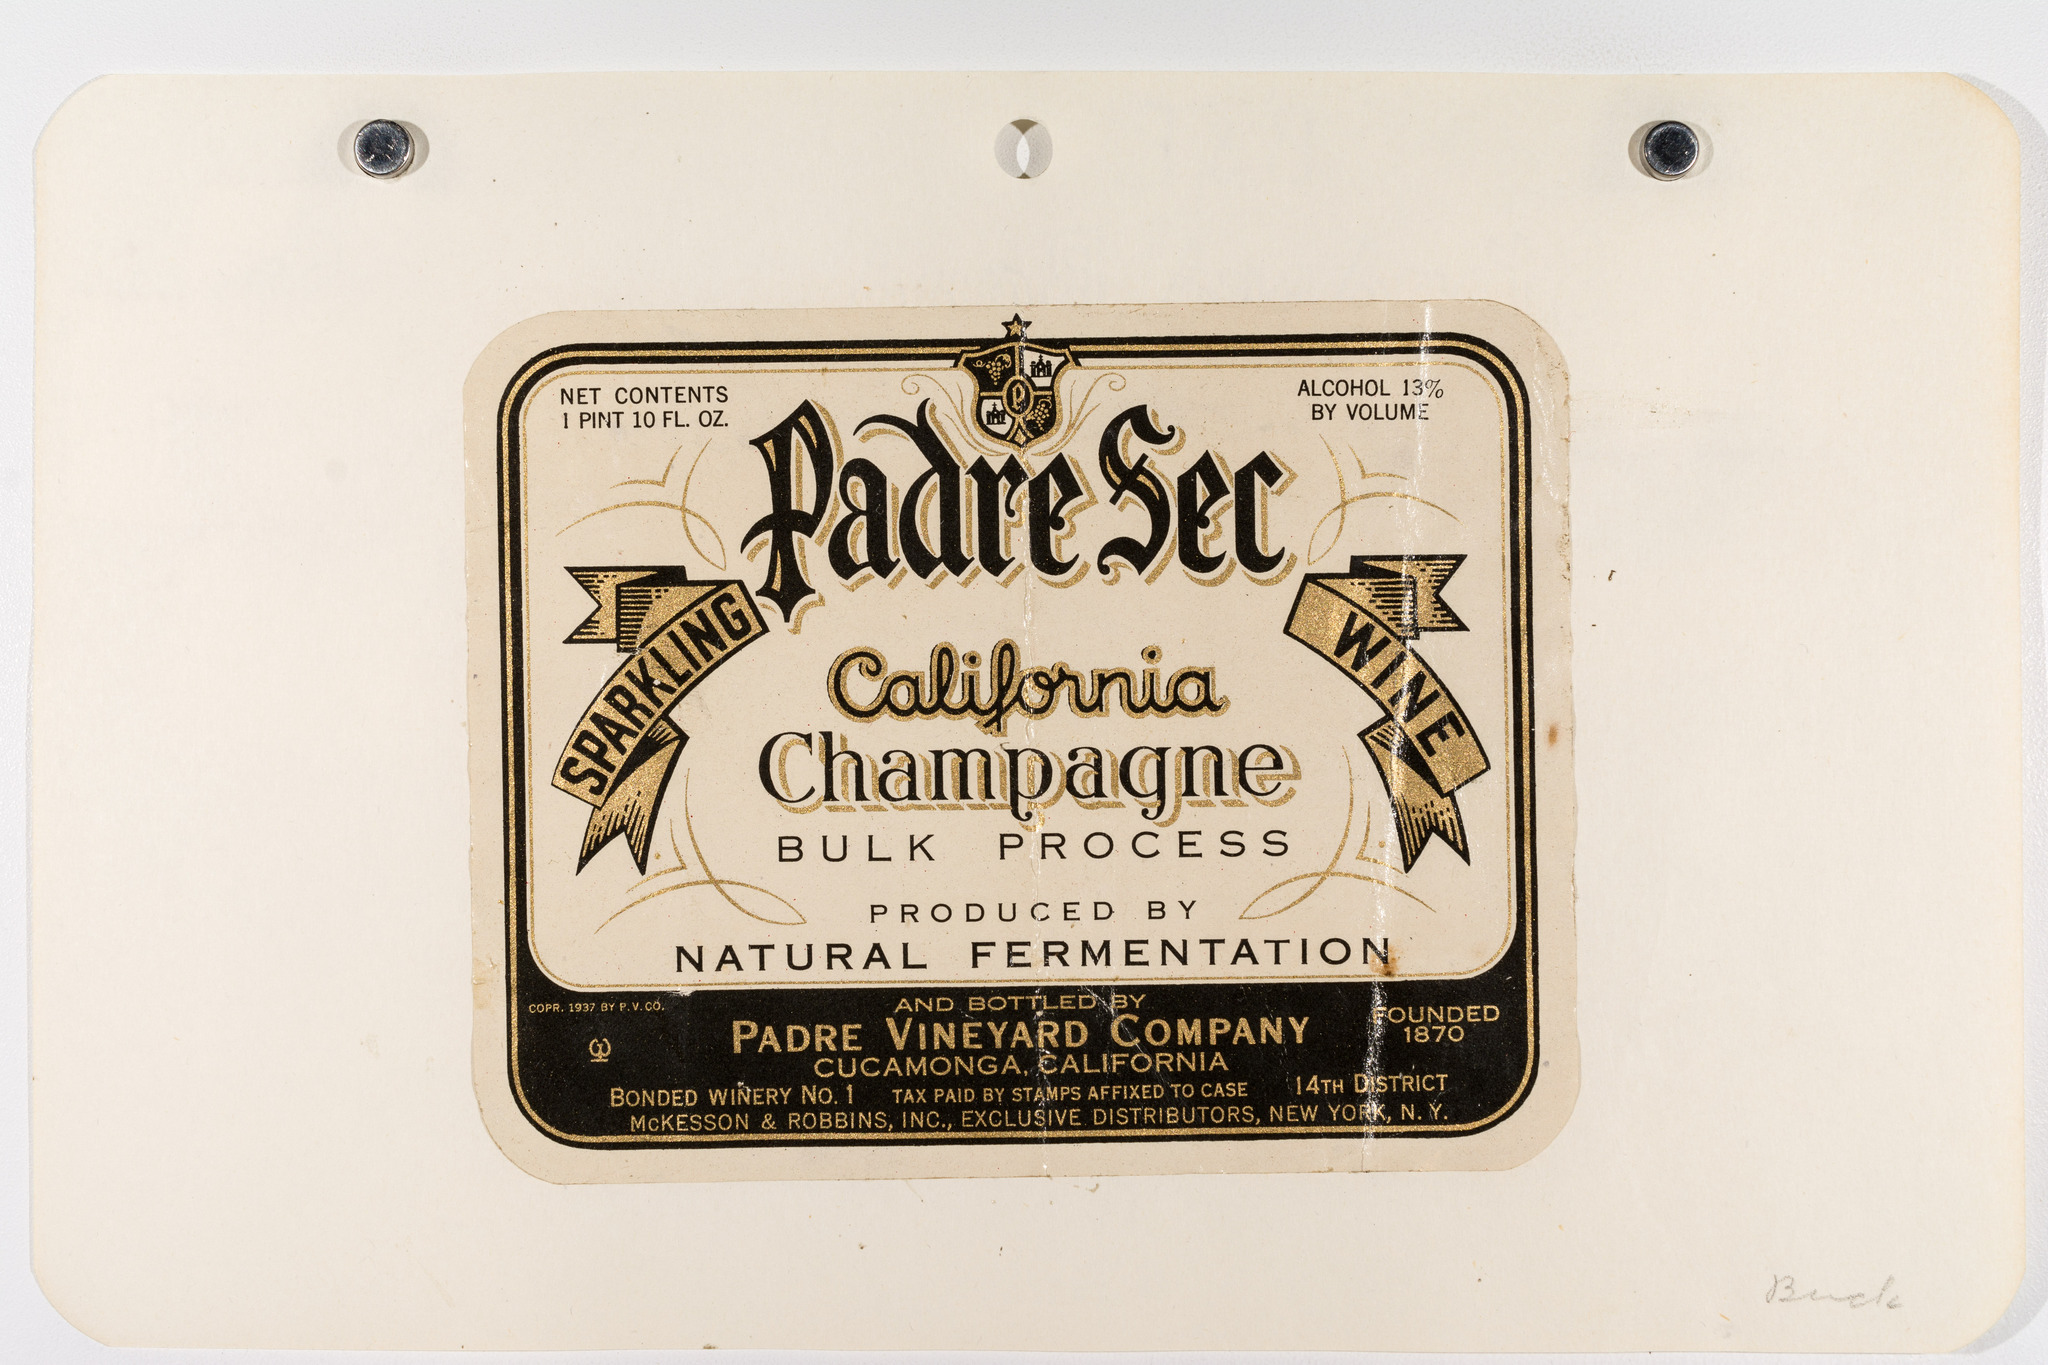 NET CONTENTS
1 PINT 10 FL. OZ.
ALCOHOL 13%
BY VOLUME
Padre Sec
SPARKLING
WINE
California
Champagne
BULK PROCESS
PRODUCED BY
NATURAL FERMENTATION
COPR. 1937 BY P. V. CO.
AND BOTTLED BY
PADRE VINEYARD COMPANY
CUCAMONGA, CALIFORNIA
FOUNDED
1870
BONDED WINERY NO. 1 TAX PAID BY STAMPS AFFIXED TO CASE 14TH DISTRICT
McKESSON & ROBBINS, INC., EXCLUSIVE DISTRIBUTORS, NEW YORK, N. Y.